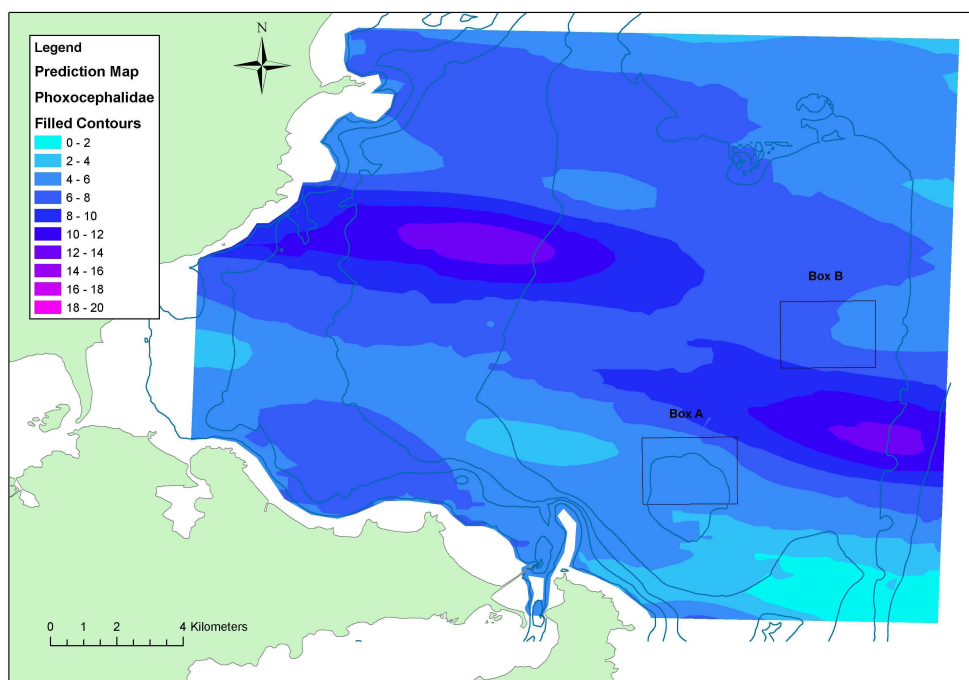 Legend
Prediction Map
Phoxocephalidae
Filled Contours
0 - 2
2 - 4
4 - 6
6 - 8
8 - 10
10 - 12
12 - 14
14 - 16
16 - 18
18 - 20
N
Box B
Box A
0 1 2 4 Kilometers